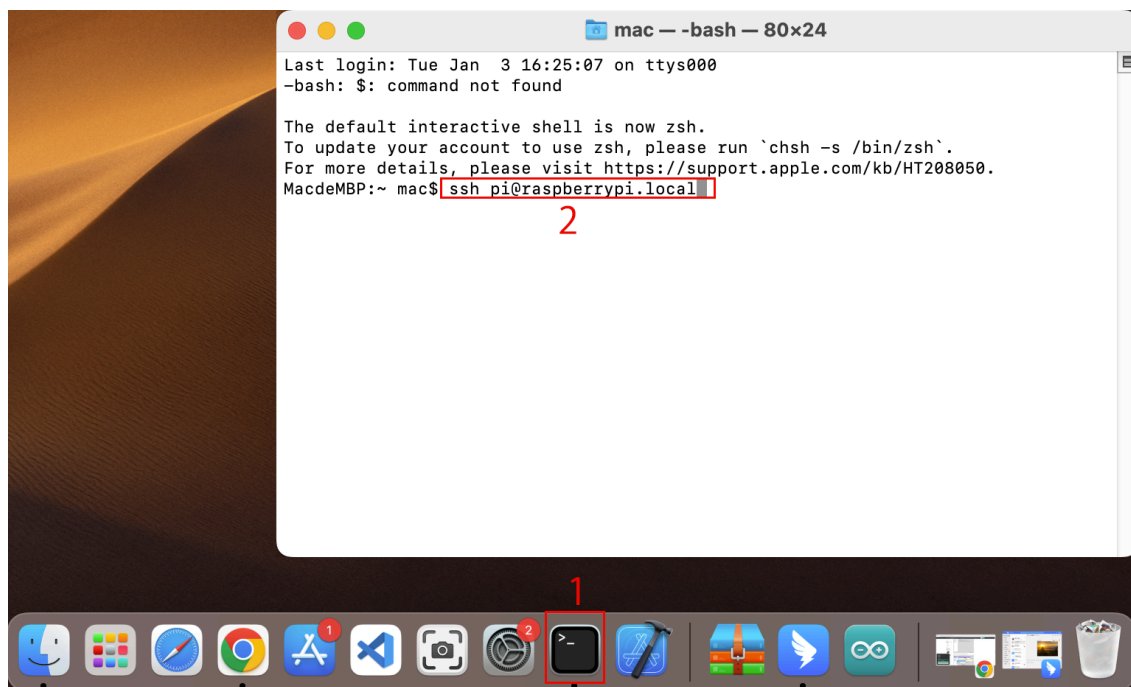 mac — -bash — 80×24
Last login: Tue Jan  3 16:25:07 on ttys000
-bash: $: command not found
The default interactive shell is now zsh.
To update your account to use zsh, please run `chsh -s /bin/zsh`.
For more details, please visit https://support.apple.com/kb/HT208050.
MacdeMBP:~ mac$ ssh pi@raspberrypi.local
2
1
1
2
>_